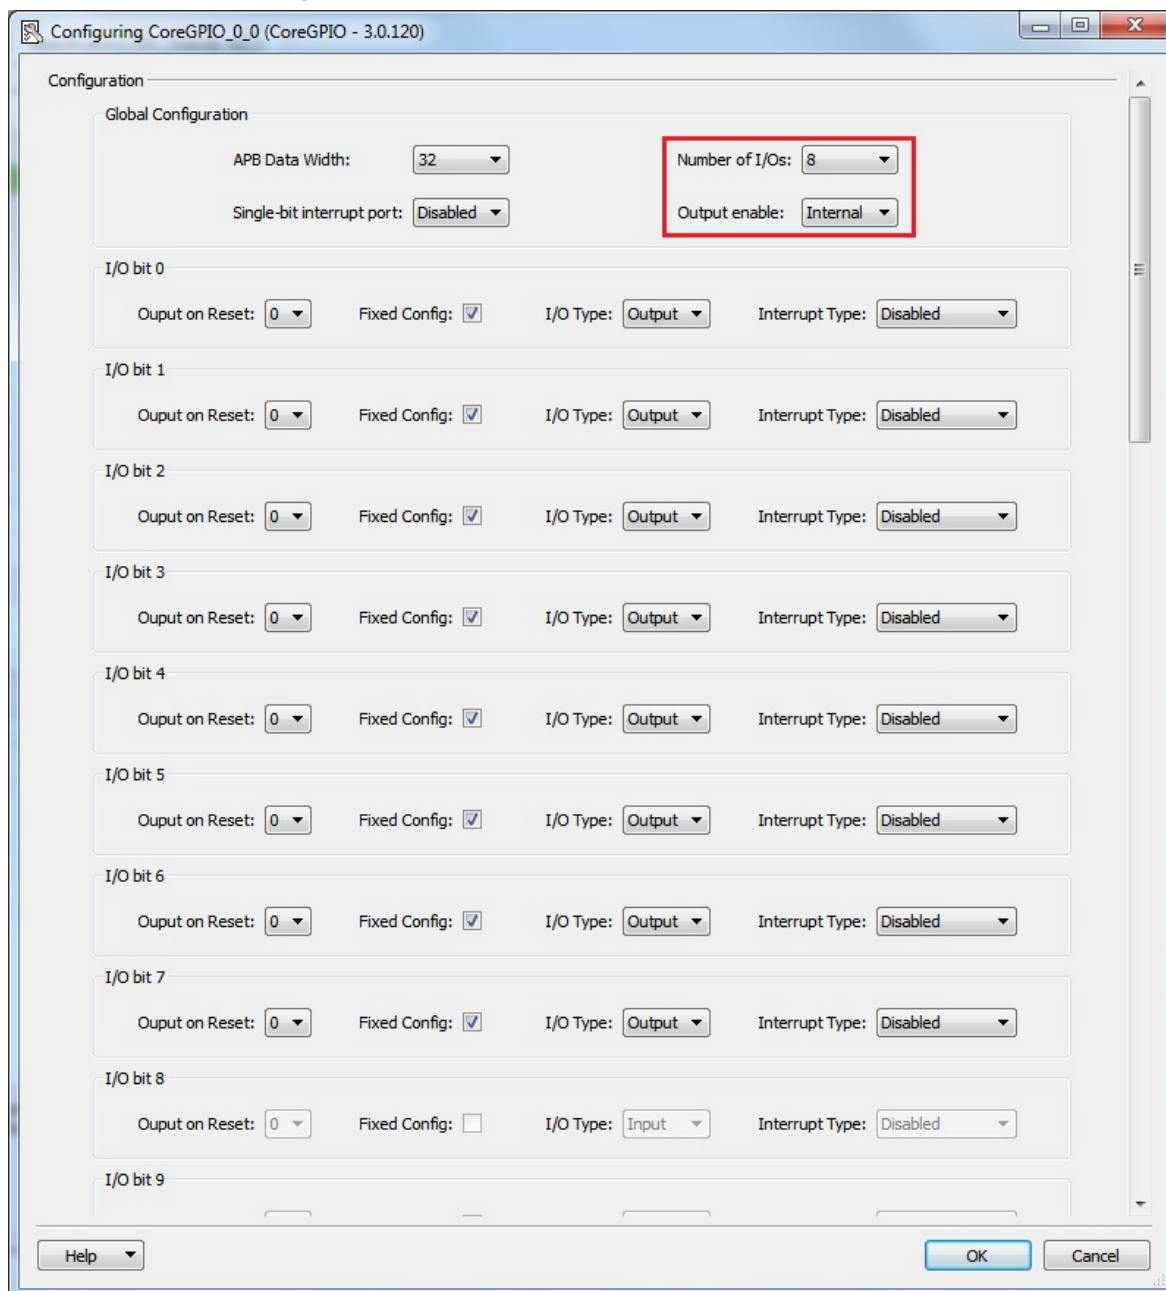 Configuring CoreGPIO_0_0 (CoreGPIO - 3.0.120)
Configuration
Global Configuration
APB Data Width: 32 Number of I/Os: 8
Single-bit interrupt port: Disabled Output enable: Internal
I/O bit 0
Ouput on Reset: 0 Fixed Config: I/O Type: Output Interrupt Type: Disabled
I/O bit 1
Ouput on Reset: 0 Fixed Config: I/O Type: Output Interrupt Type: Disabled
I/O bit 2
Ouput on Reset: 0 Fixed Config: I/O Type: Output Interrupt Type: Disabled
I/O bit 3
Ouput on Reset: 0 Fixed Config: I/O Type: Output Interrupt Type: Disabled
I/O bit 4
Ouput on Reset: 0 Fixed Config: I/O Type: Output Interrupt Type: Disabled
I/O bit 5
Ouput on Reset: 0 Fixed Config: I/O Type: Output Interrupt Type: Disabled
I/O bit 6
Ouput on Reset: 0 Fixed Config: I/O Type: Output Interrupt Type: Disabled
I/O bit 7
Ouput on Reset: 0 Fixed Config: I/O Type: Output Interrupt Type: Disabled
I/O bit 8
Ouput on Reset: 0 Fixed Config: I/O Type: Input Interrupt Type: Disabled
I/O bit 9
Help OK Cancel